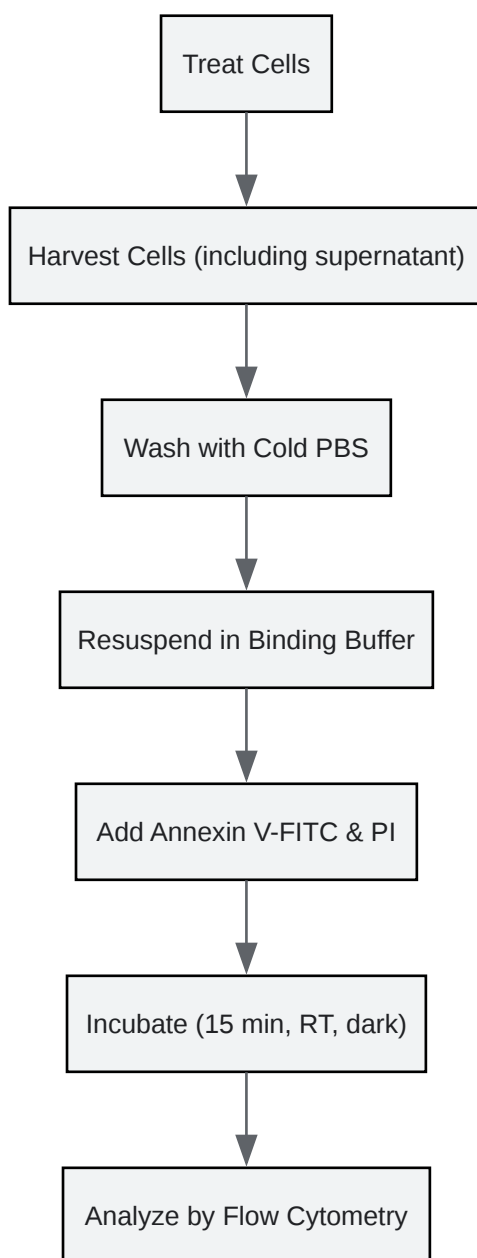 Treat Cells
Harvest Cells (including supernatant)
Wash with Cold PBS
Resuspend in Binding Buffer
Add Annexin V-FITC & PI
Incubate (15 min, RT, dark)
Analyze by Flow Cytometry